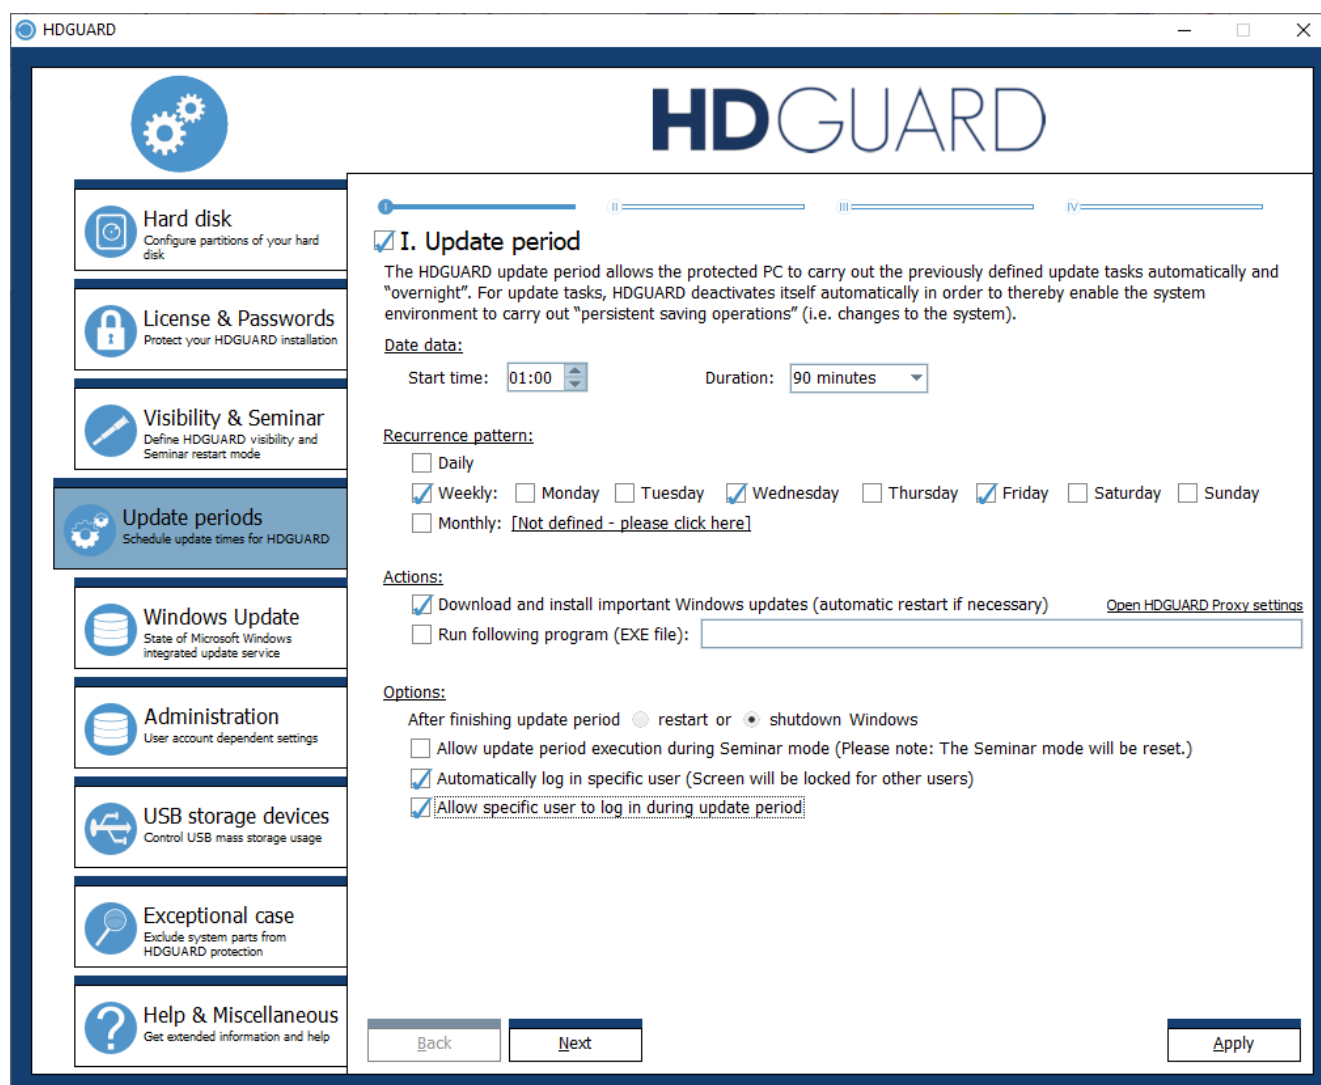 HDGUARD
HDGUARD
Hard disk
Configure partitions of your hard
disk
License & Passwords
Protect your HDGUARD installation
Visibility & Seminar
Define HDGUARD visibility and
Seminar restart mode
Update periods
Schedule update times for HDGUARD
Windows Update
State of Microsoft Windows
integrated update service
Administration
User account dependent settings
USB storage devices
Control USB mass storage usage
Exceptional case
Exclude system parts from
HDGUARD protection
Help & Miscellaneous
Get extended information and help
I II III IV
I. Update period
The HDGUARD update period allows the protected PC to carry out the previously defined update tasks automatically and
“overnight”. For update tasks, HDGUARD deactivates itself automatically in order to thereby enable the system
environment to carry out “persistent saving operations” (i.e. changes to the system).
Date data:
Start time: 01:00 Duration: 90 minutes
Recurrence pattern:
Daily
Weekly: Monday Tuesday Wednesday Thursday Friday Saturday Sunday
Monthly: [Not defined - please click here]
Actions:
Download and install important Windows updates (automatic restart if necessary) Open HDGUARD Proxy settings
Run following program (EXE file):
Options:
After finishing update period restart or shutdown Windows
Allow update period execution during Seminar mode (Please note: The Seminar mode will be reset.)
Automatically log in specific user (Screen will be locked for other users)
Allow specific user to log in during update period
Back Next Apply